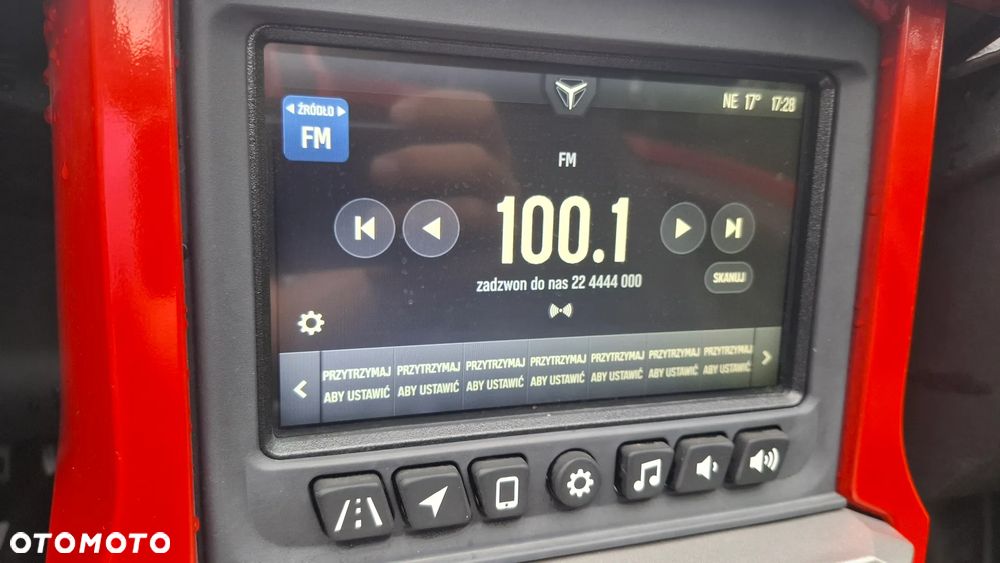 NE 17° 17:28
ŹRÓDŁO
FM
FM
100.1
zadzwon do nas 22 4444 000
SKANUJ
PRZYTRZYMAJ ABY USTAWIĆ
PRZYTRZYMAJ ABY USTAWIĆ
PRZYTRZYMAJ ABY USTAWIĆ
PRZYTRZYMAJ ABY USTAWIĆ
PRZYTRZYMAJ ABY USTAWIĆ
PRZYTRZYMAJ ABY USTAWIĆ
PRZYTRZYMAJ ABY USTAWIĆ
OTOMOTO